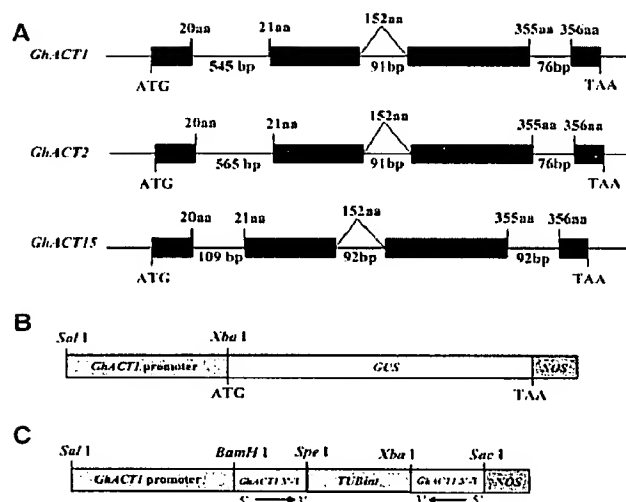 A
20aa 21aa 152aa 355aa 356aa
GhACT1
545 bp 91bp 76bp
ATG TAA
20aa 21aa 152aa 355aa 356aa
GhACT2
565 bp 91bp 76bp
ATG TAA
20aa 21aa 152aa 355aa 356aa
GhACT15
109 bp 92bp 92bp
ATG TAA
B
Sal I Xba I
GhACT1 promoter GUS NOS
ATG TAA
C
Sal I BamH I Spe I Xba I Sac I
GhACT1 promoter GhACT1 TUBint GhACT1 NOS
5' 3' 3' 5'